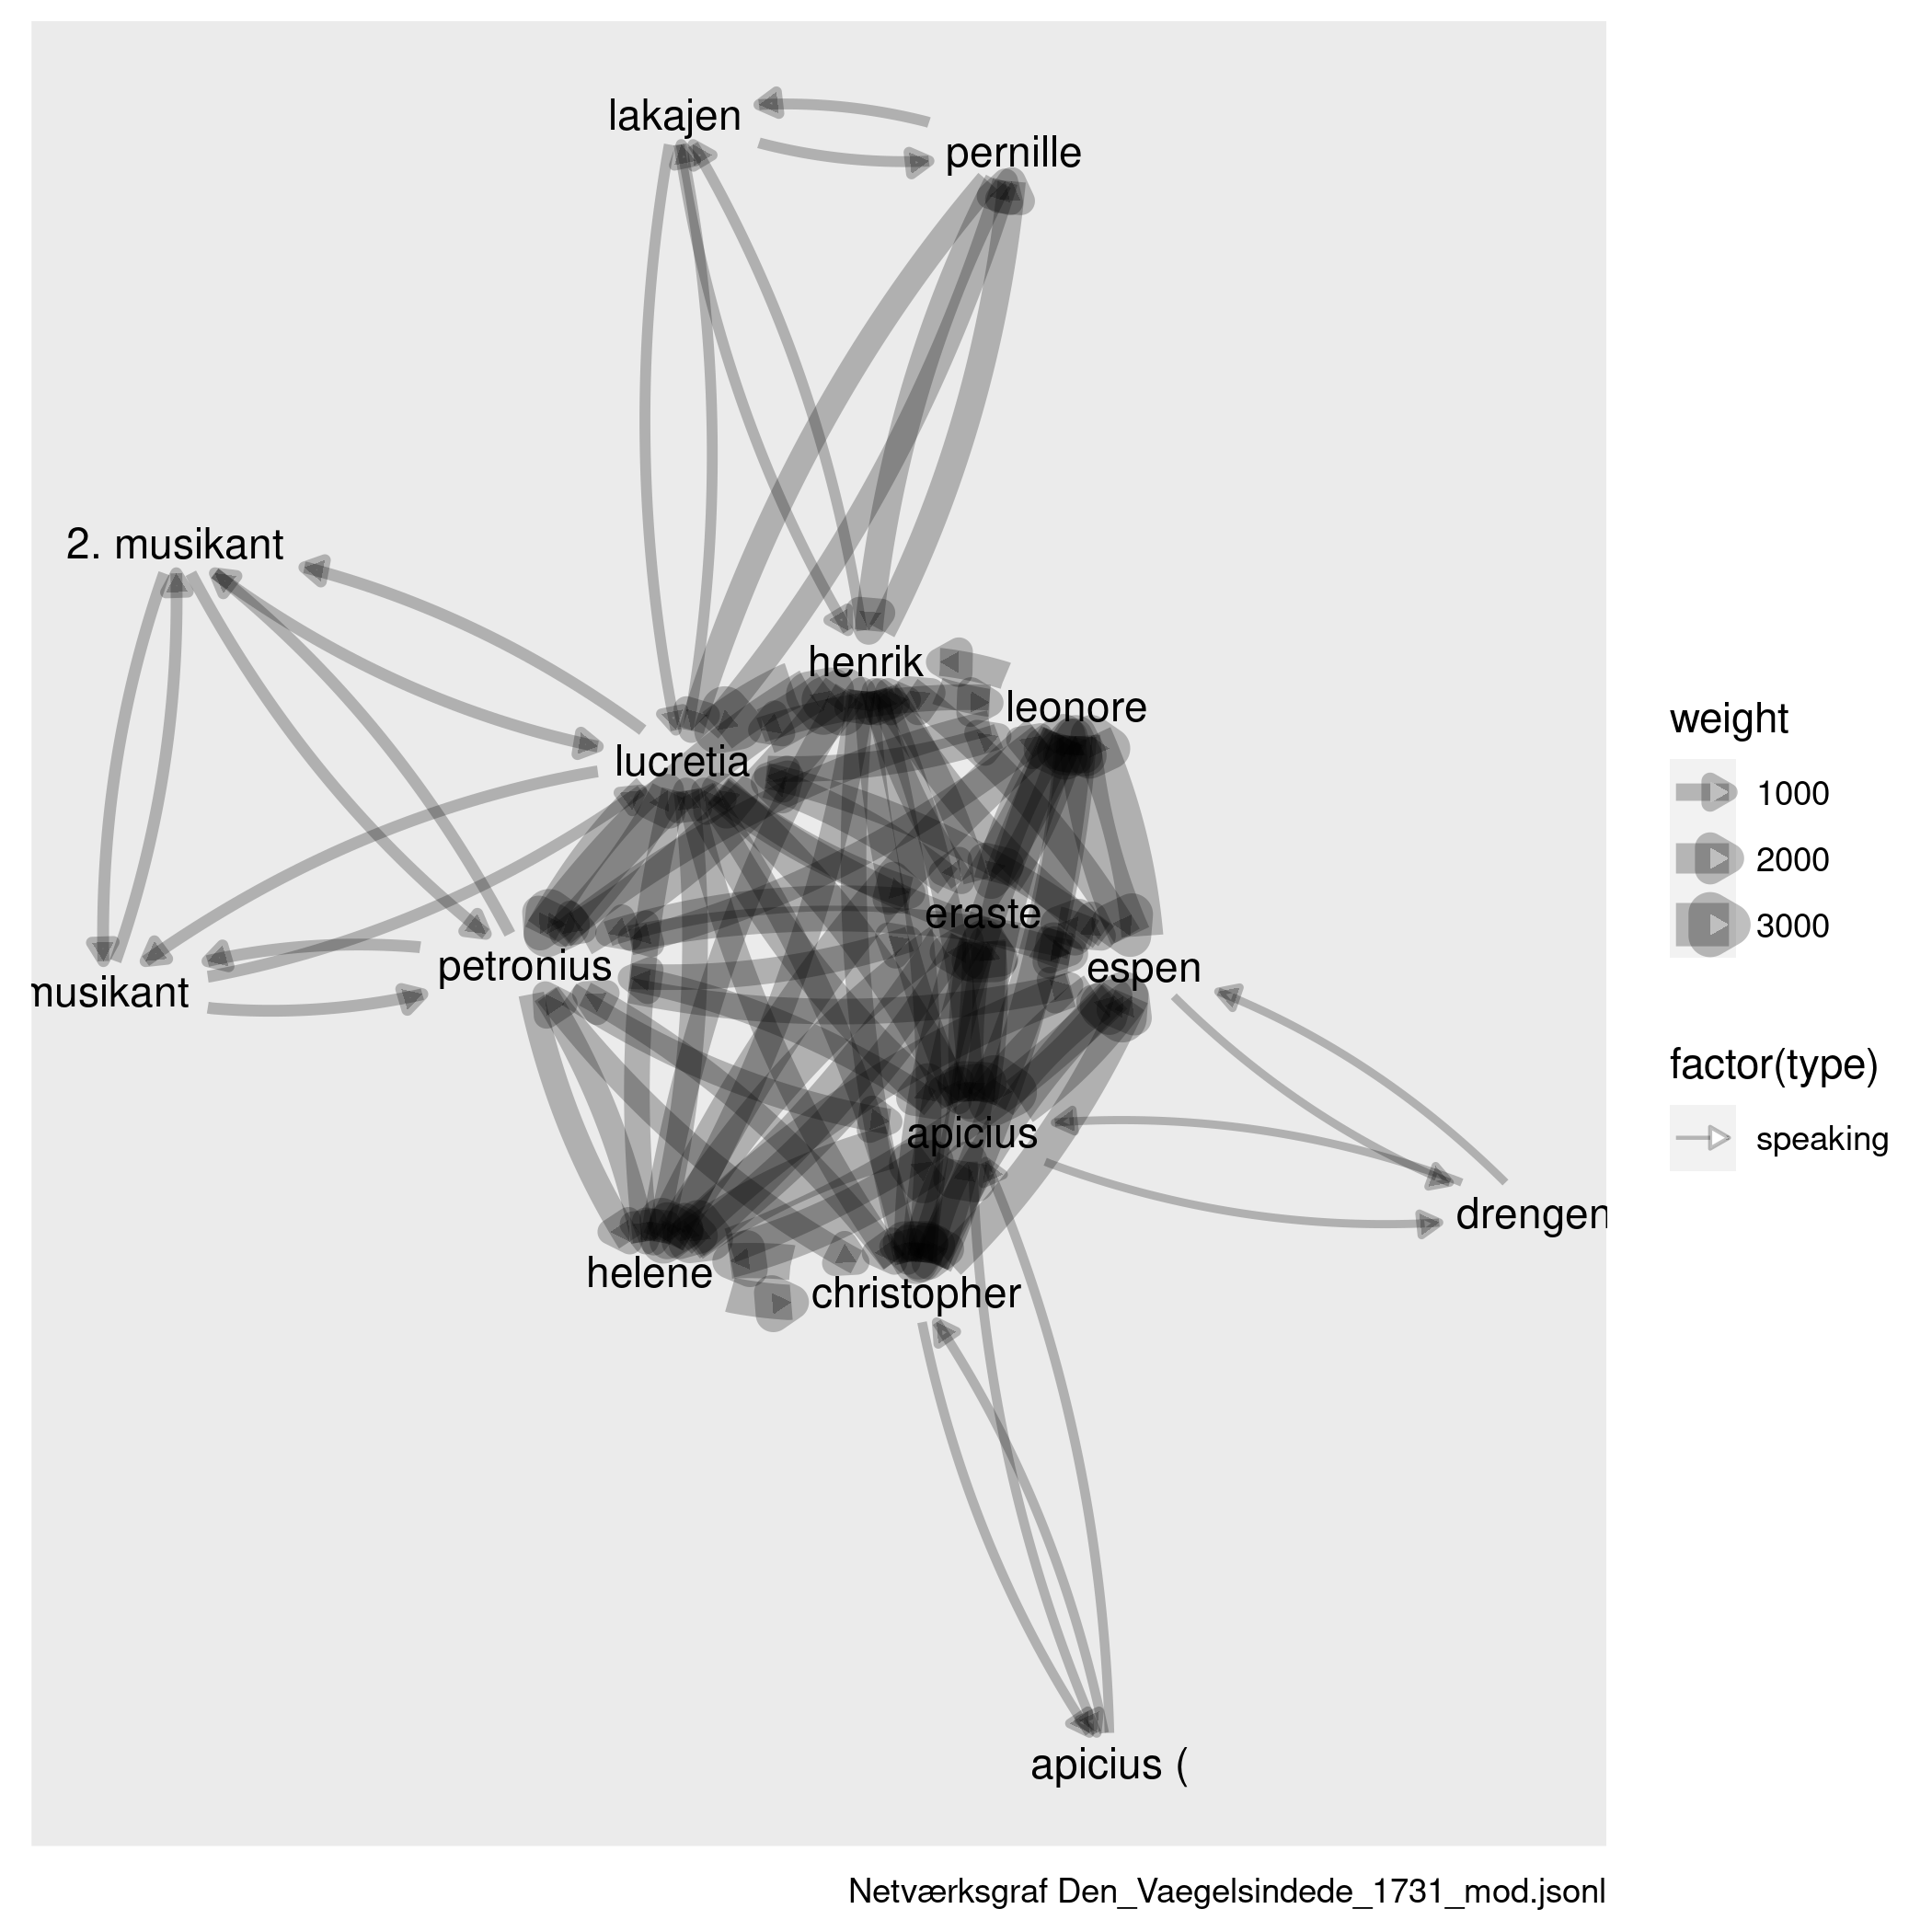 lakajen
pernille
2. musikant
henrik
leonore
lucretia
eraste
petronius
espen
musikant
apicius
drengen
helene
christopher
apicius (
weight
1000
2000
3000
factor(type)
speaking
Netværksgraf Den_Vaegelsindede_1731_mod.jsonl